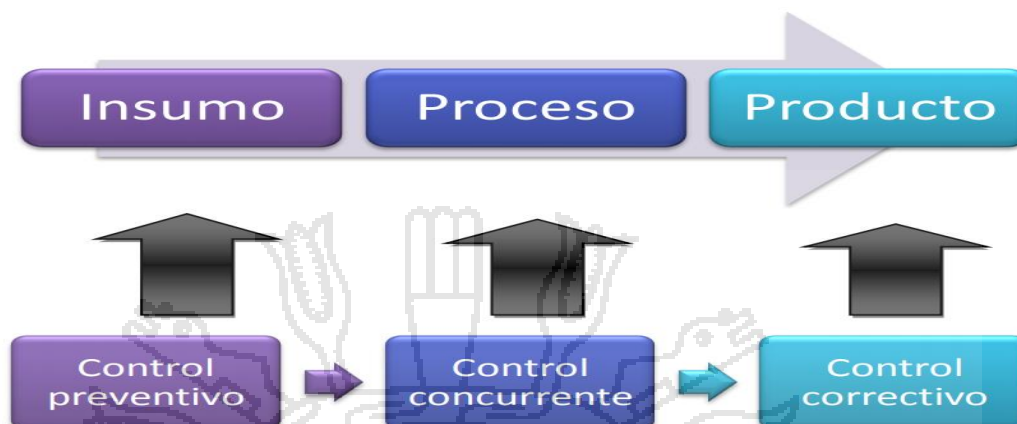 Insumo
Proceso
Producto
Control
preventivo
Control
concurrente
Control
correctivo